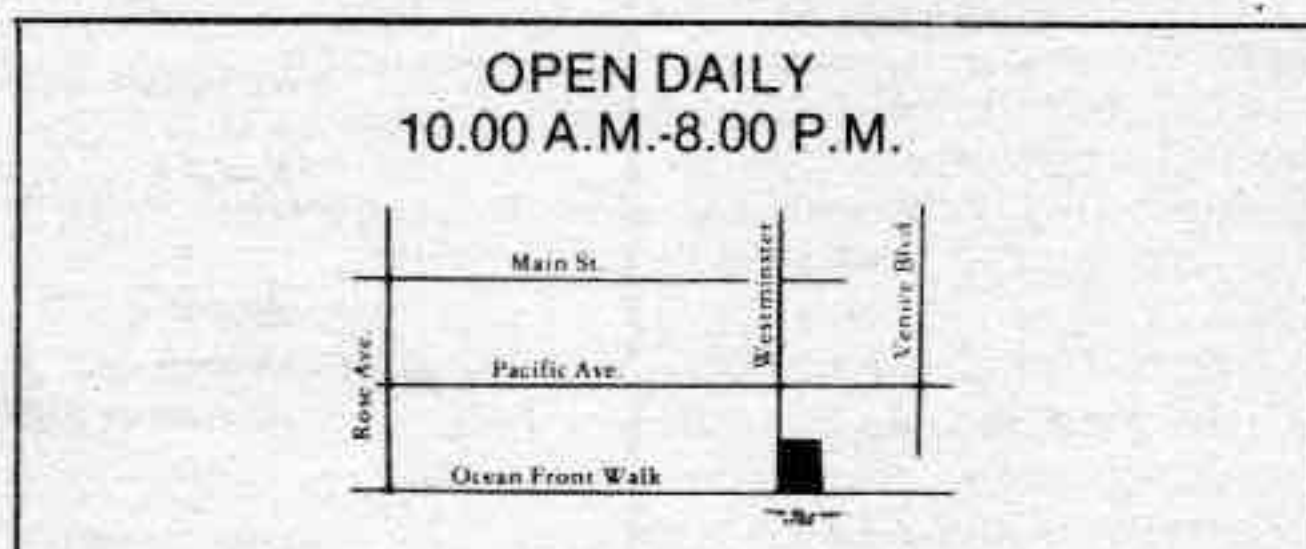 OPEN DAILY
10.00 A.M.-8.00 P.M.
Main St.
Westminster
Venice Blvd
Rose Ave.
Pacific Ave.
Ocean Front Walk